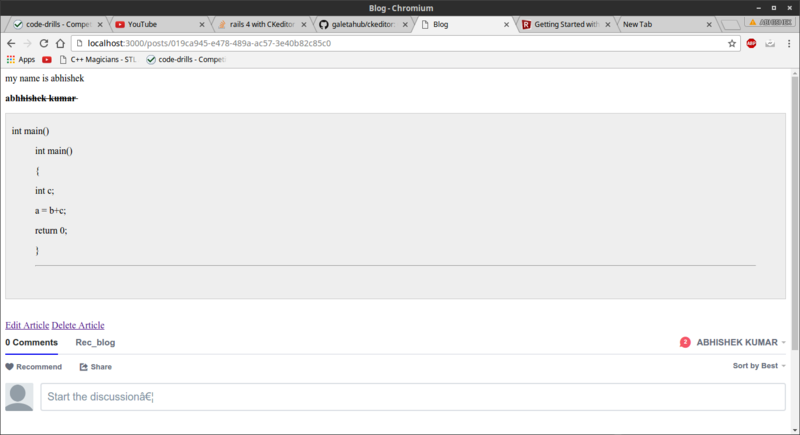 Blog - Chromium
code-drills - Compet
YouTube
rails 4 with CKeditor
galetahub/ckeditor:
Blog
Getting Started with
New Tab
ABHISHEK
localhost:3000/posts/019ca945-e478-489a-ac57-3e40b82c85c0
ABP
Apps
C++ Magicians - STL
code-drills - Competi
my name is abhishek
abhhishek kumar
int main()
int main()
{
int c;
a = b+c;
return 0;
}
Edit Article Delete Article
0 Comments Rec_blog 2 ABHISHEK KUMAR
Recommend Share Sort by Best
Start the discussionâ€¦